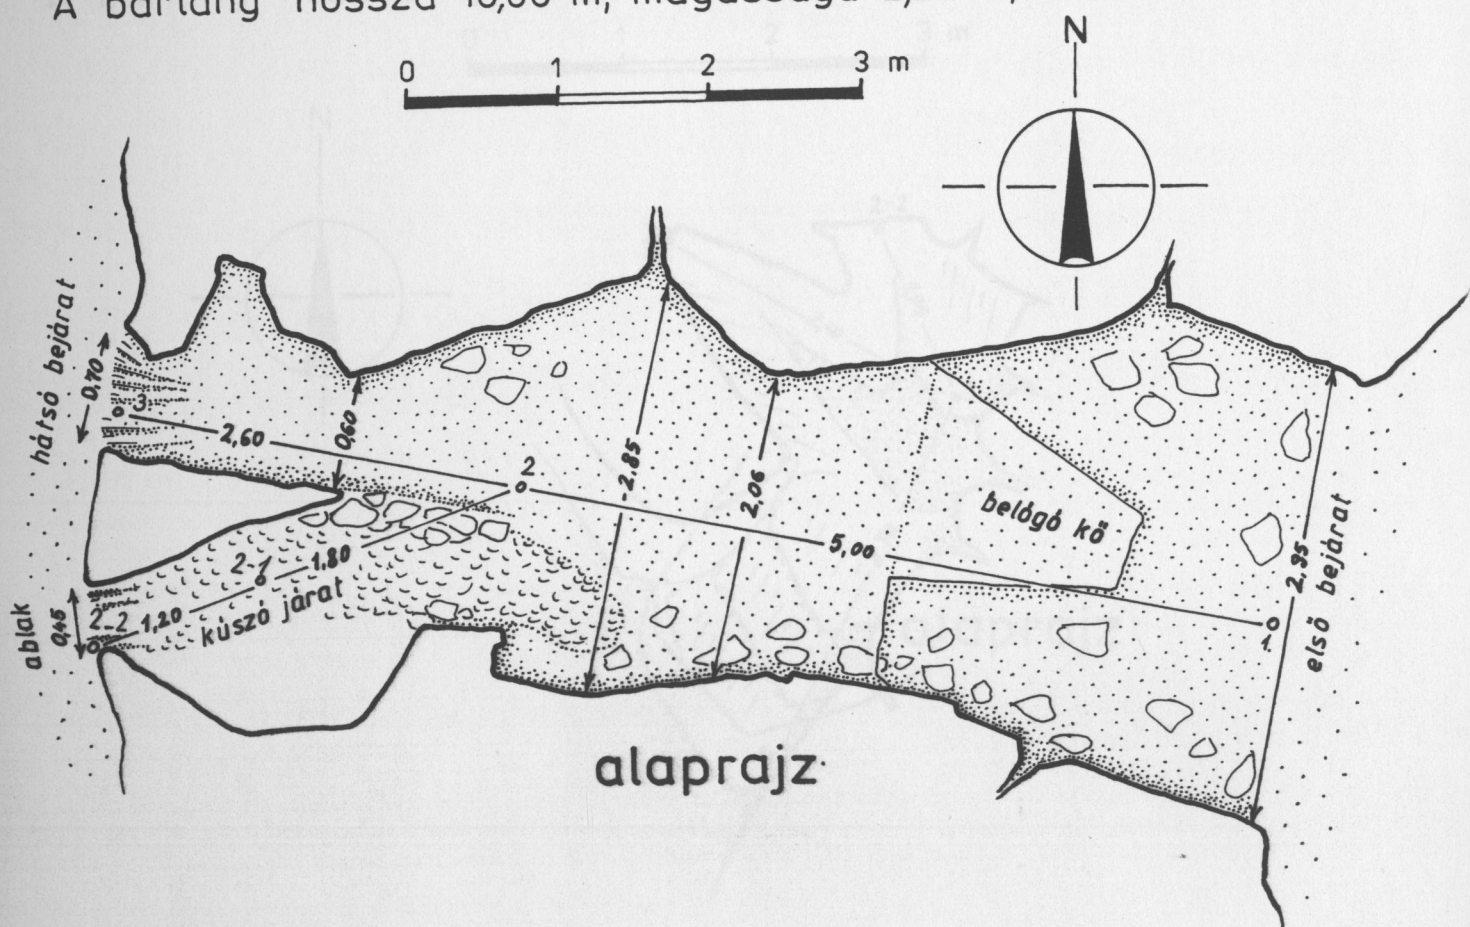 A barlang hossza
0 1 2 3 m
N
hátsó bejárat
0,70
3
2,60
0,60
2
2,85
2,06
5,00
belógó kő
2,95
első bejárat
1.
2-1
1,80
ablak
0,45
2-2
1,20
kúszó járat
alaprajz